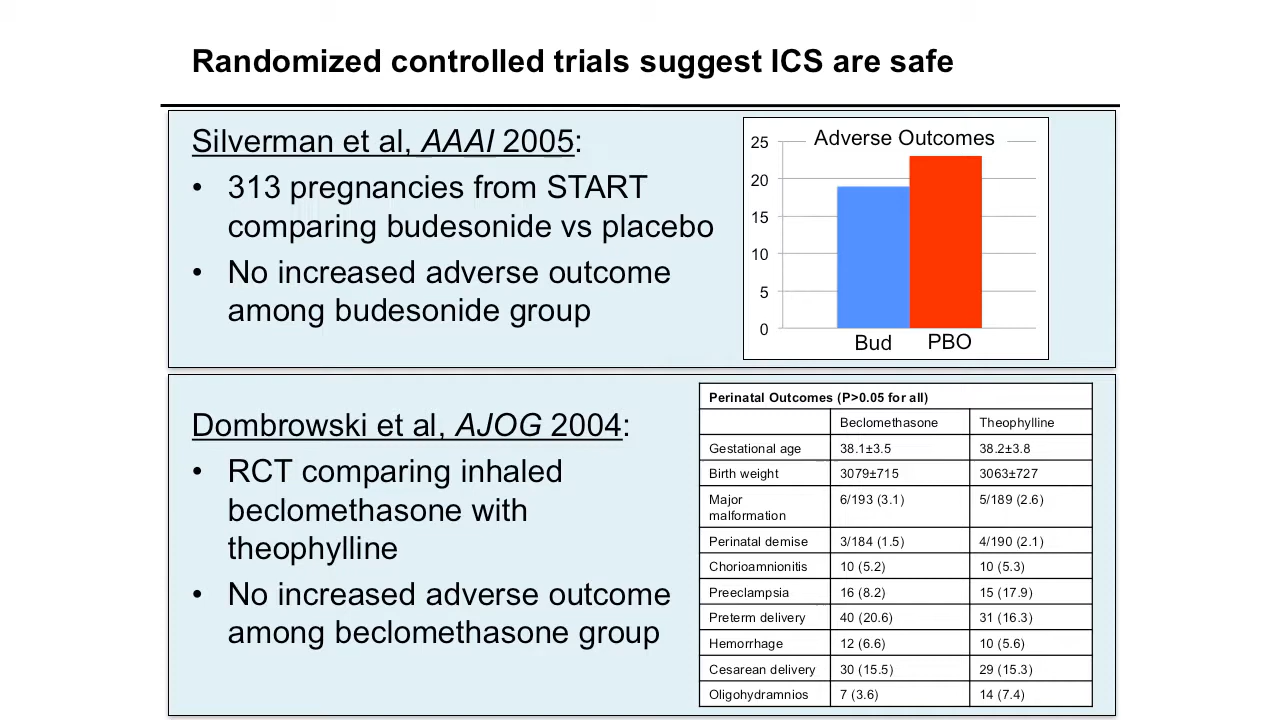 Randomized controlled trials suggest ICS are safe
Silverman et al, AAAI 2005:
• 313 pregnancies from START
comparing budesonide vs placebo
• No increased adverse outcome
among budesonide group
Adverse Outcomes
25
20
15
10
5
0
Bud PBO
Dombrowski et al, AJOG 2004:
• RCT comparing inhaled
beclomethasone with
theophylline
• No increased adverse outcome
among beclomethasone group
Perinatal Outcomes (P>0.05 for all)
Beclomethasone Theophylline
Gestational age 38.1±3.5 38.2±3.8
Birth weight 3079±715 3063±727
Major 6/193 (3.1) 5/189 (2.6)
malformation
Perinatal demise 3/184 (1.5) 4/190 (2.1)
Chorioamnionitis 10 (5.2) 10 (5.3)
Preeclampsia 16 (8.2) 15 (17.9)
Preterm delivery 40 (20.6) 31 (16.3)
Hemorrhage 12 (6.6) 10 (5.6)
Cesarean delivery 30 (15.5) 29 (15.3)
Oligohydramnios 7 (3.6) 14 (7.4)